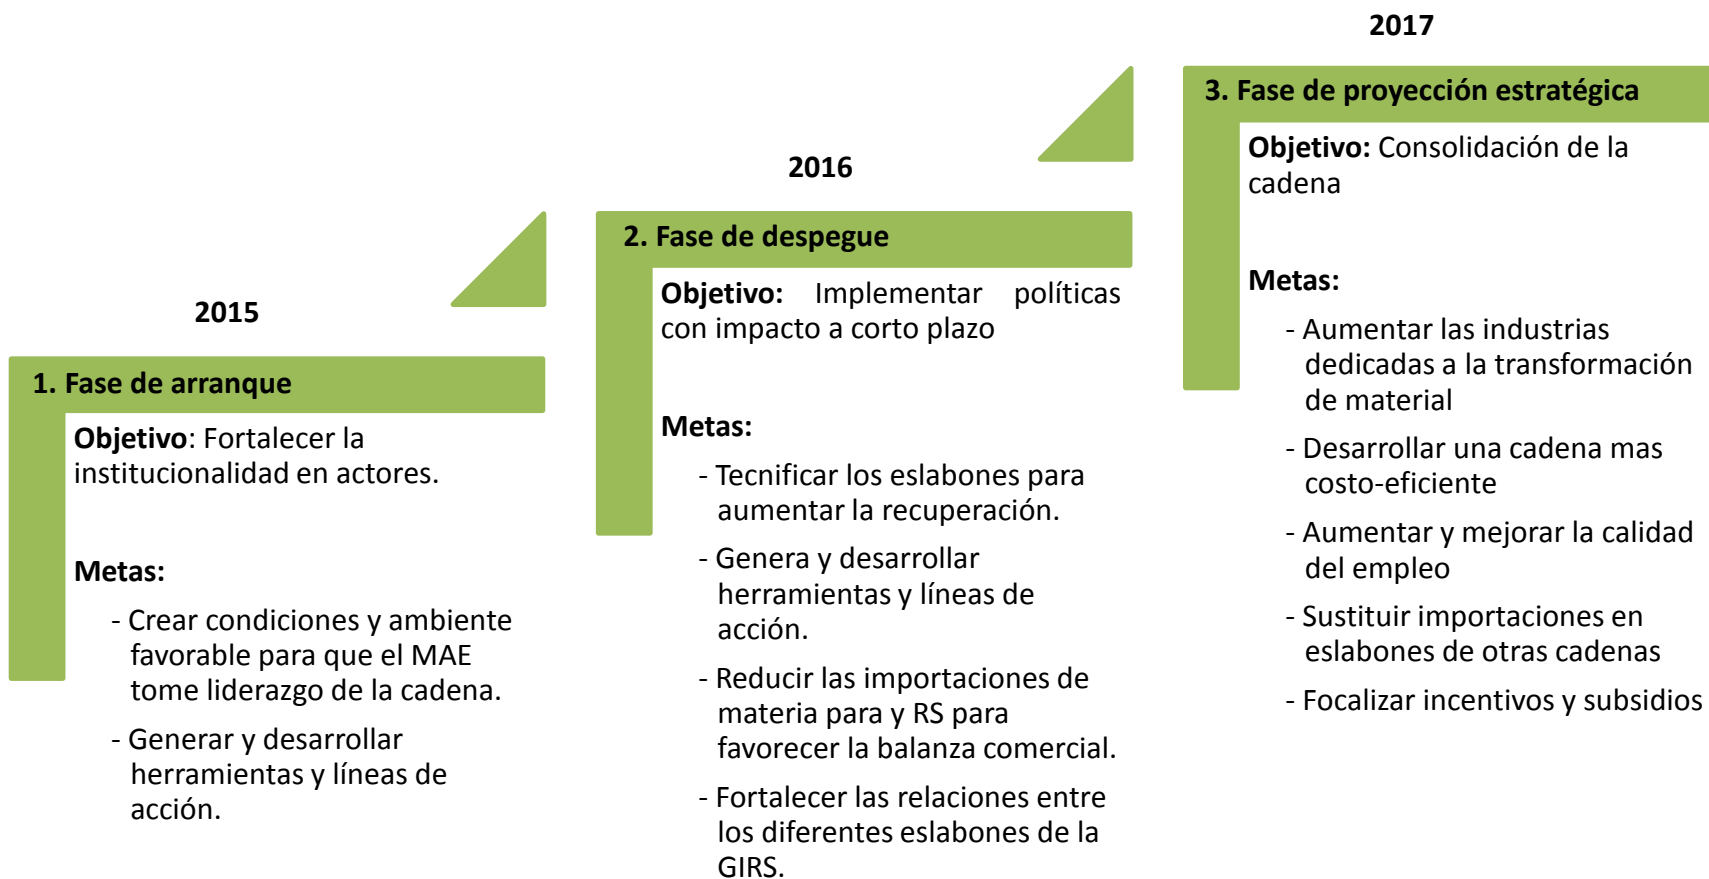 2015
1. Fase de arranque
Objetivo: Fortalecer la
institucionalidad en actores.
Metas:
- Crear condiciones y ambiente
favorable para que el MAE
tome liderazgo de la cadena.
- Generar y desarrollar
herramientas y líneas de
acción.
2016
2. Fase de despegue
Objetivo: Implementar políticas
con impacto a corto plazo
Metas:
- Tecnificar los eslabones para
aumentar la recuperación.
- Genera y desarrollar
herramientas y líneas de
acción.
- Reducir las importaciones de
materia para y RS para
favorecer la balanza comercial.
- Fortalecer las relaciones entre
los diferentes eslabones de la
GIRS.
2017
3. Fase de proyección estratégica
Objetivo: Consolidación de la
cadena
Metas:
- Aumentar las industrias
dedicadas a la transformación
de material
- Desarrollar una cadena mas
costo-eficiente
- Aumentar y mejorar la calidad
del empleo
- Sustituir importaciones en
eslabones de otras cadenas
- Focalizar incentivos y subsidios